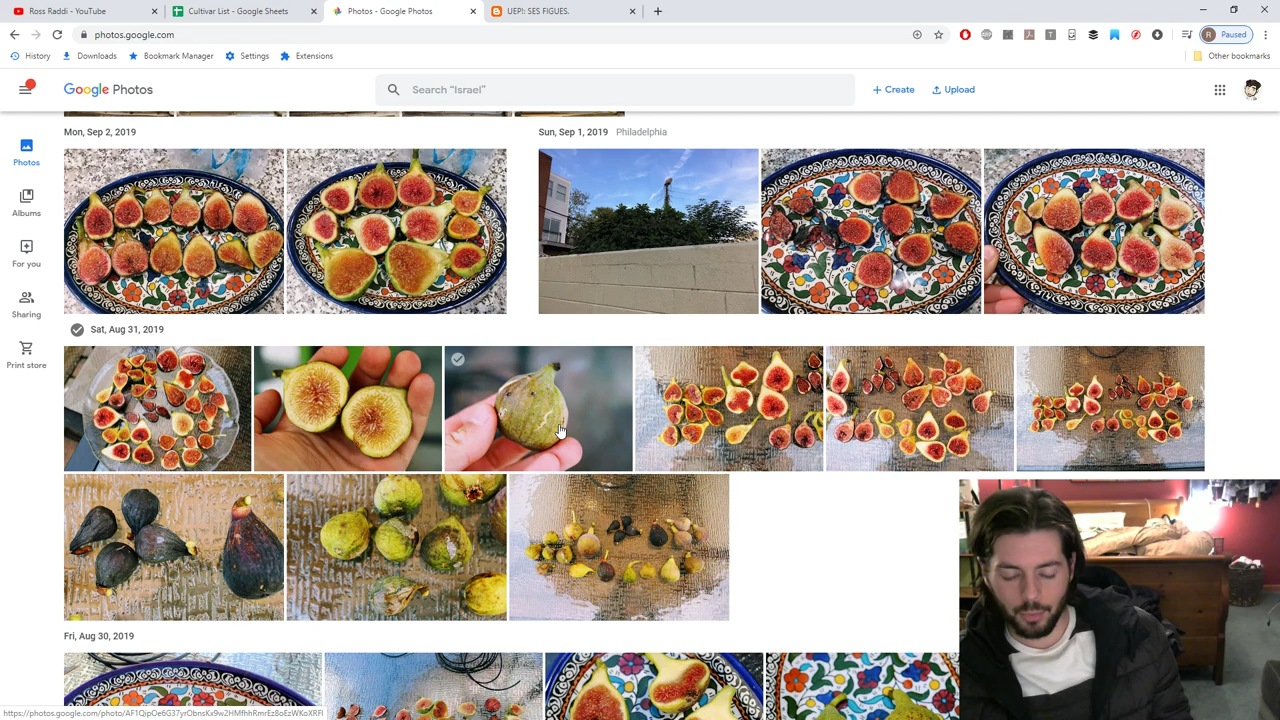 Ross Raddi - YouTube
Cultivar List - Google Sheets
Photos - Google Photos
UEP!: SES FIGUES.
photos.google.com
Paused
History
Downloads
Bookmark Manager
Settings
Extensions
Other bookmarks
Google Photos
Search “Israel”
Create
Upload
Photos
Albums
For you
Sharing
Print store
Mon, Sep 2, 2019
Sun, Sep 1, 2019 Philadelphia
Sat, Aug 31, 2019
Fri, Aug 30, 2019